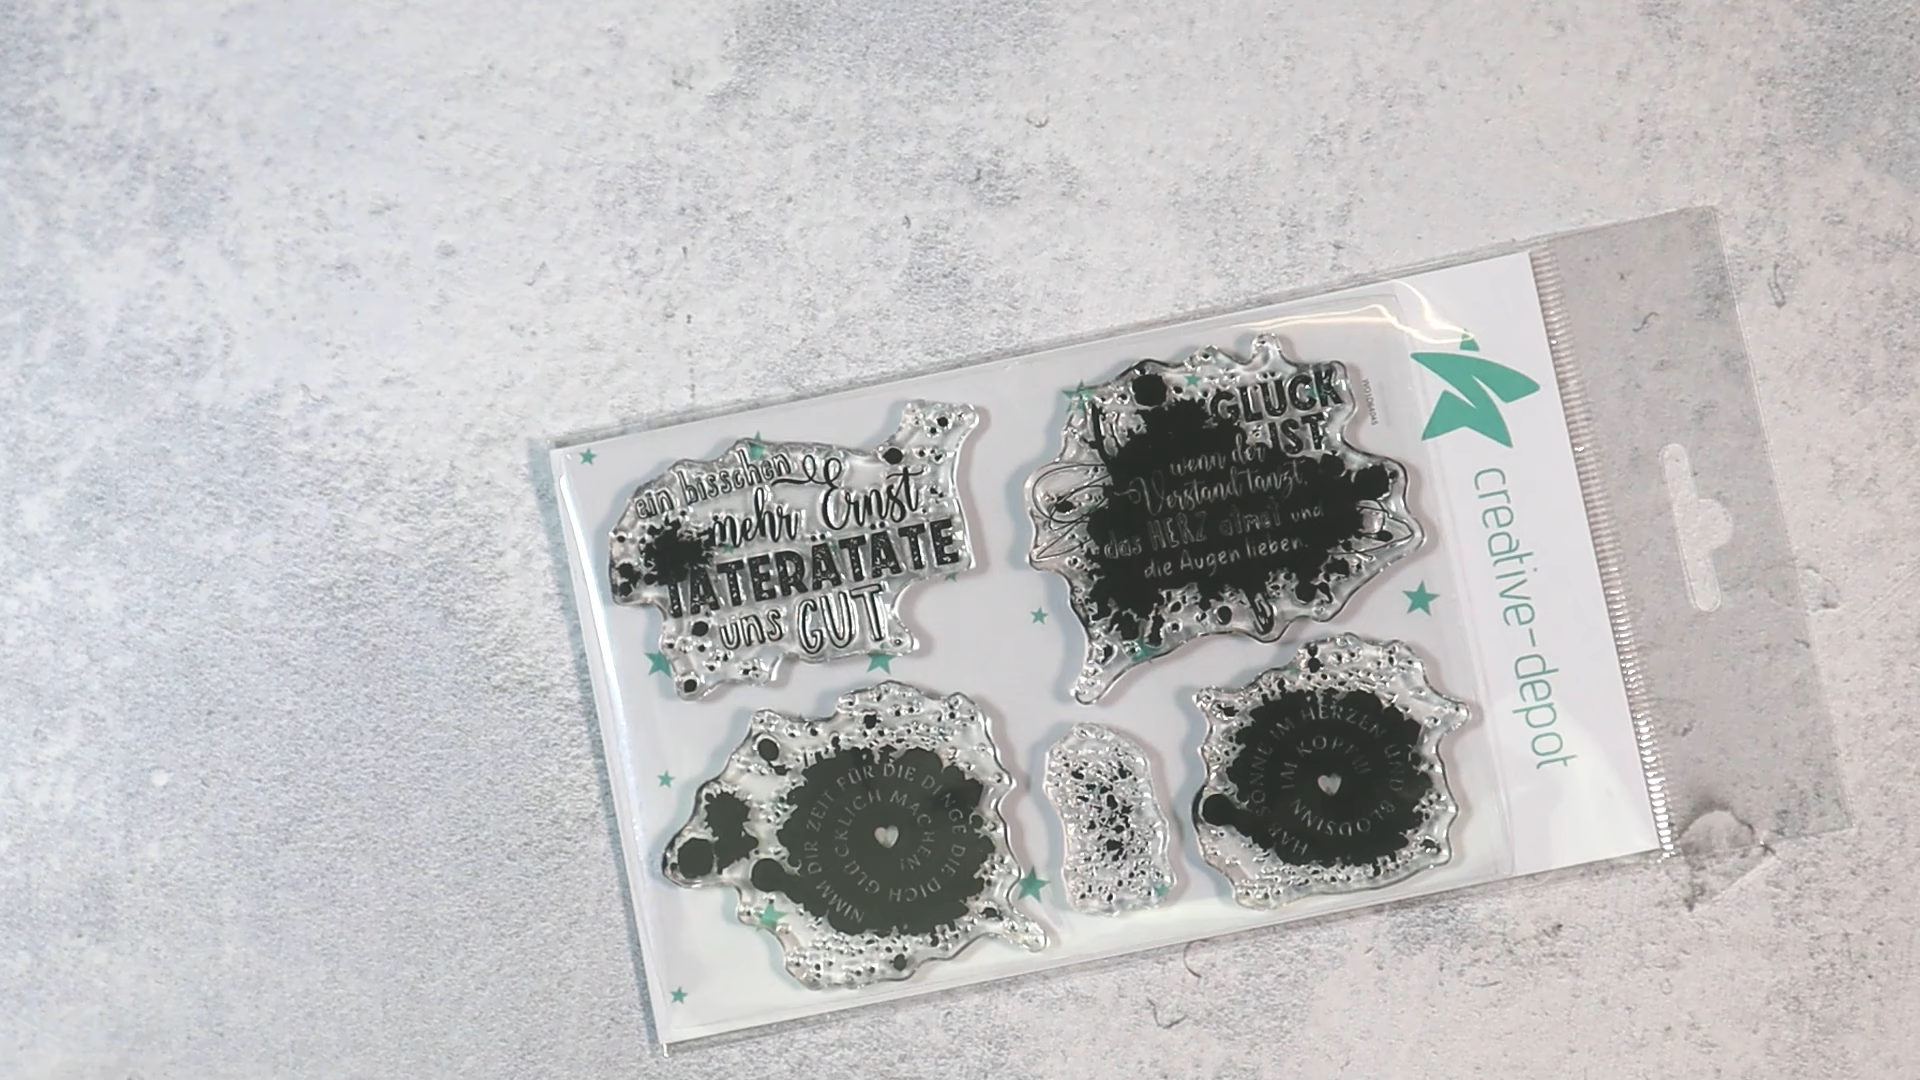 ein bisschen
mehr Ernst
TATERÄTÄTE
uns GUT
GLÜCK
IST
wenn der
Verstand tanzt,
das HERZ atmet und
die Augen lieben.
NIMM DIR ZEIT FÜR DIE DINGE, DIE DICH GLÜCKLICH MACHEN!
HAB SONNE IM HERZEN UND BLÖDSINN IM KOPF
creative-depot